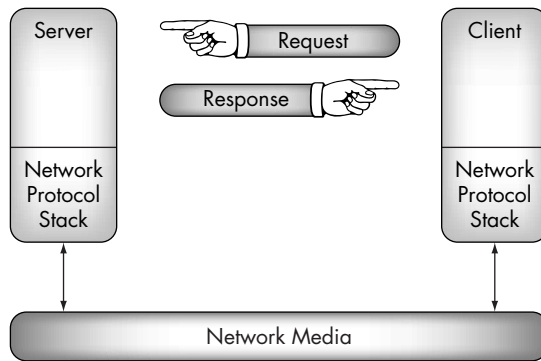 Server
Request
Client
Response
Network
Protocol
Stack
Network
Protocol
Stack
Network Media